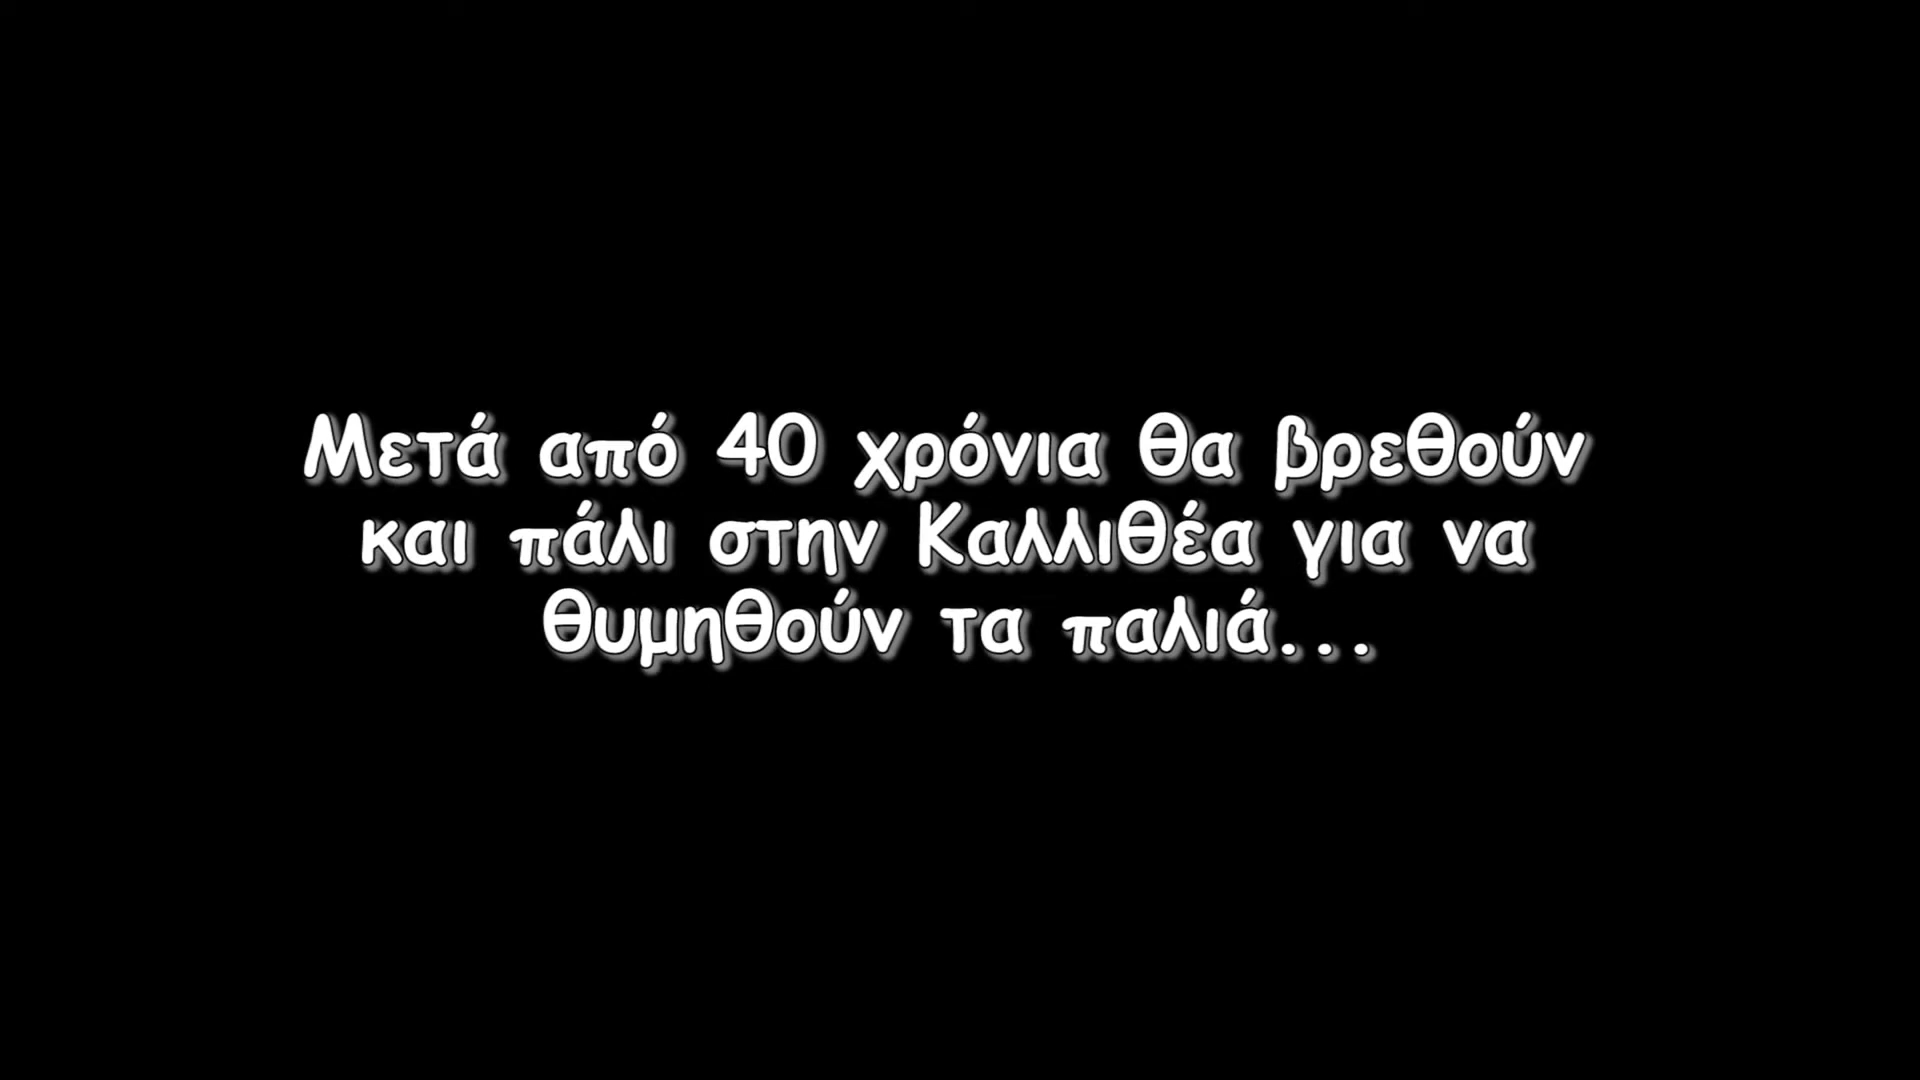 Μετά από 40 χρόνια θα βρεθούν
και πάλι στην Καλλιθέα για να
θυμηθούν τα παλιά...